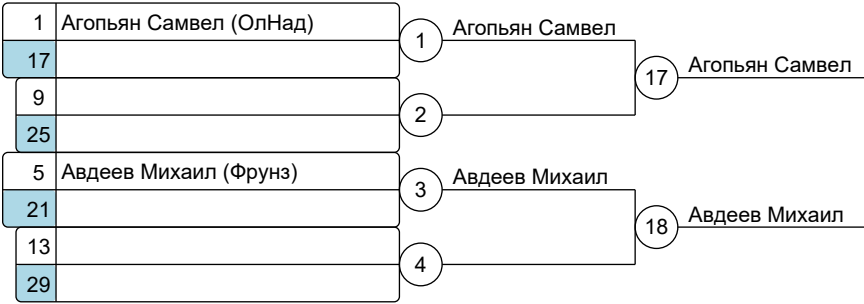 1 Агопьян Самвел (ОлНад)
17
1 Агопьян Самвел
17 Агопьян Самвел
9
25
2
5 Авдеев Михаил (Фрунз)
21
3 Авдеев Михаил
18 Авдеев Михаил
13
29
4